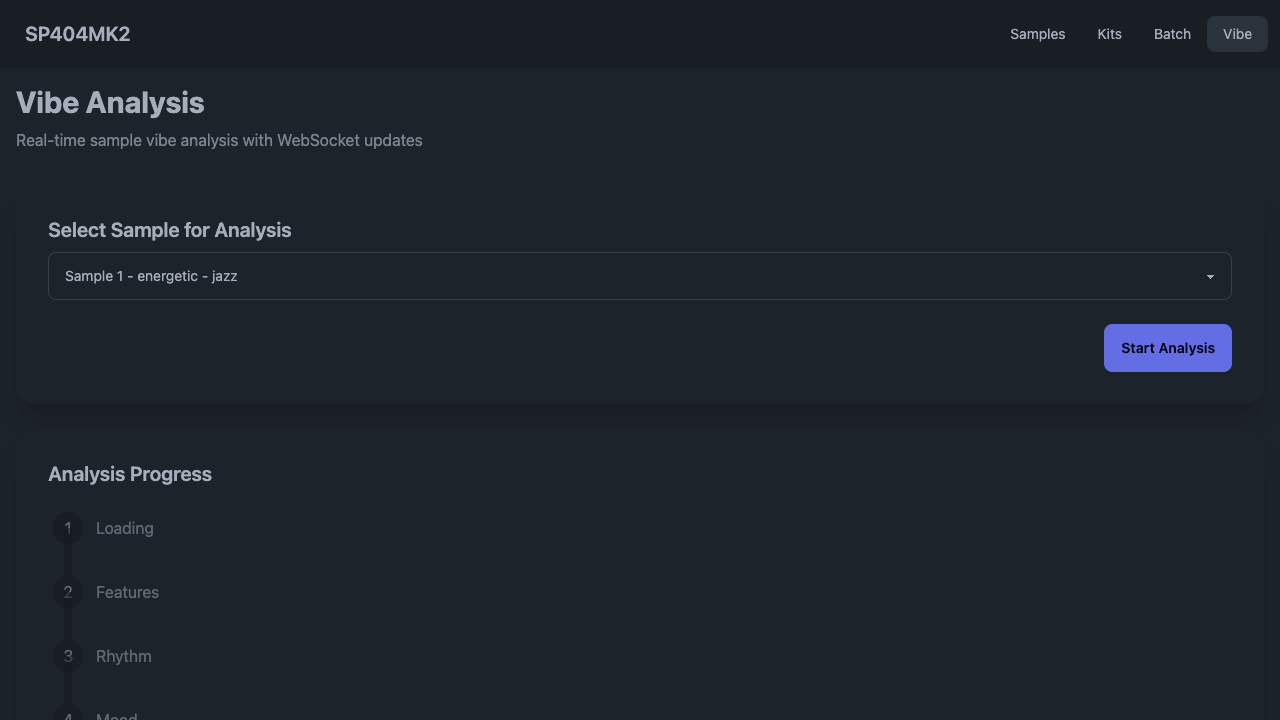 SP404MK2
Samples
Kits
Batch
Vibe
Vibe Analysis
Real-time sample vibe analysis with WebSocket updates
Select Sample for Analysis
Sample 1 - energetic - jazz
Start Analysis
Analysis Progress
1 Loading
2 Features
3 Rhythm
4 Mood